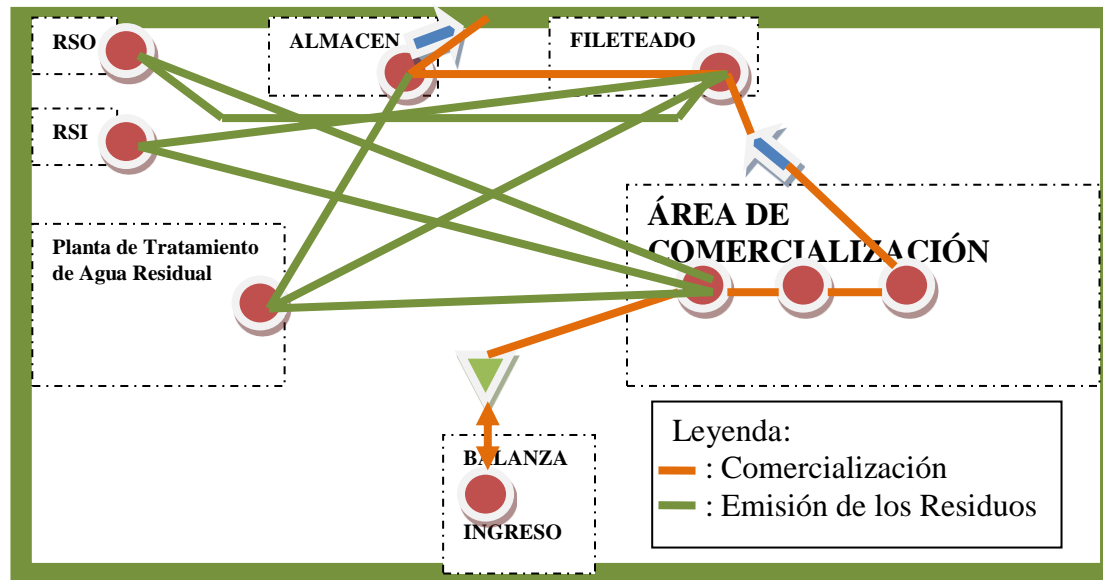 RSO
ALMACEN
FILETEADO
RSI
ÁREA DE
COMERCIALIZACIÓN
Planta de Tratamiento
de Agua Residual
BALANZA
INGRESO
Leyenda:
: Comercialización
: Emisión de los Residuos